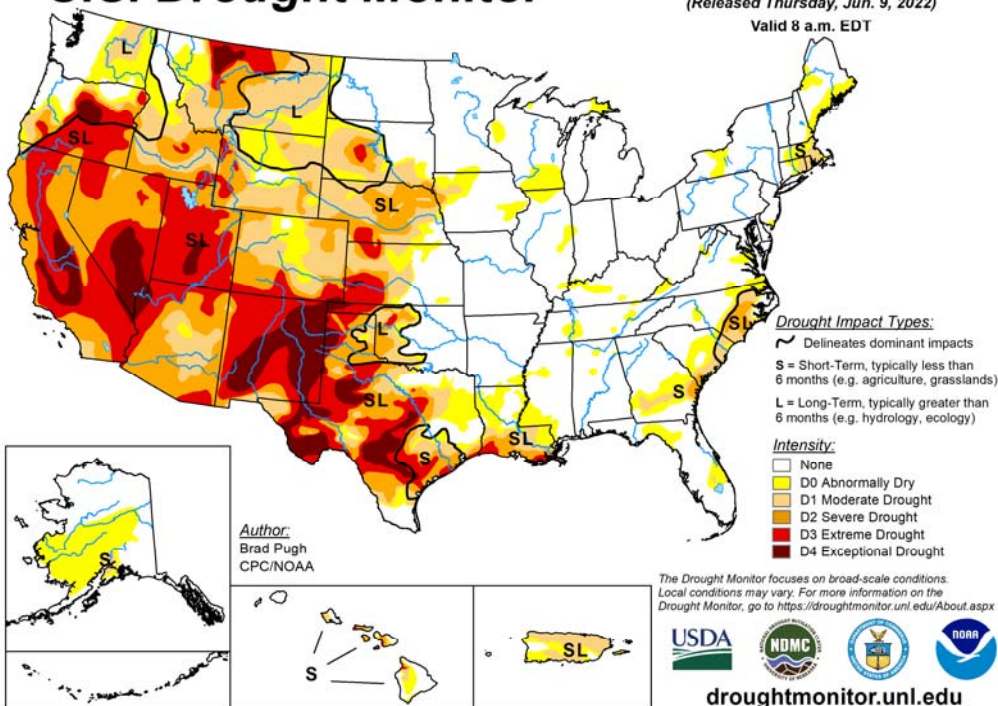 U.S. Drought Monitor
(Released Thursday, Jun. 9, 2022)
Valid 8 a.m. EDT
L
L
SL
S
SL
SL
SL
Drought Impact Types:
Delineates dominant impacts
S = Short-Term, typically less than
6 months (e.g. agriculture, grasslands)
L = Long-Term, typically greater than
6 months (e.g. hydrology, ecology)
L
SL
S
SL
S
Intensity:
None
D0 Abnormally Dry
D1 Moderate Drought
D2 Severe Drought
D3 Extreme Drought
D4 Exceptional Drought
S
Author:
Brad Pugh
CPC/NOAA
S
SL
The Drought Monitor focuses on broad-scale conditions.
Local conditions may vary. For more information on the
Drought Monitor, go to https://droughtmonitor.unl.edu/About.aspx
USDA
NDMC
NOAA
droughtmonitor.unl.edu